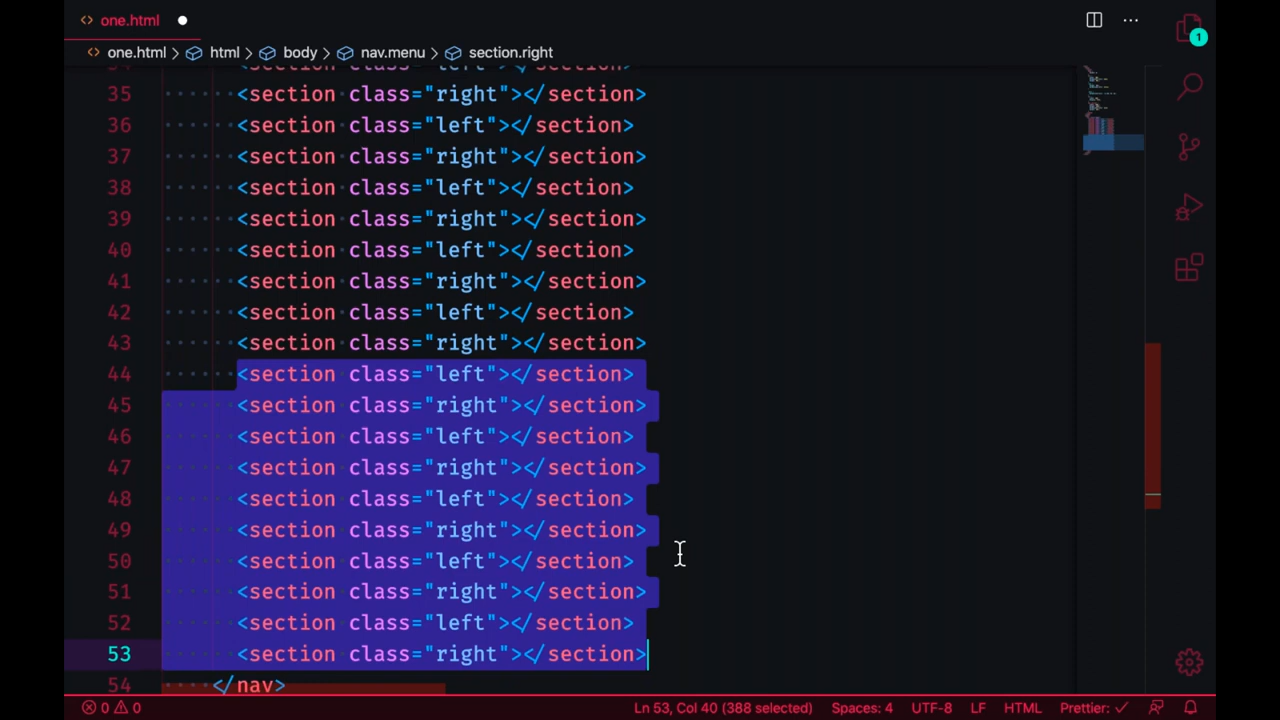 one.html
one.html > html > body > nav.menu > section.right
34 <section class="left"></section>
35 <section class="right"></section>
36 <section class="left"></section>
37 <section class="right"></section>
38 <section class="left"></section>
39 <section class="right"></section>
40 <section class="left"></section>
41 <section class="right"></section>
42 <section class="left"></section>
43 <section class="right"></section>
44 <section class="left"></section>
45 <section class="right"></section>
46 <section class="left"></section>
47 <section class="right"></section>
48 <section class="left"></section>
49 <section class="right"></section>
50 <section class="left"></section>
51 <section class="right"></section>
52 <section class="left"></section>
53 <section class="right"></section>
54 </nav>
1
0 0 Ln 53, Col 40 (388 selected) Spaces: 4 UTF-8 LF HTML Prettier: ✓